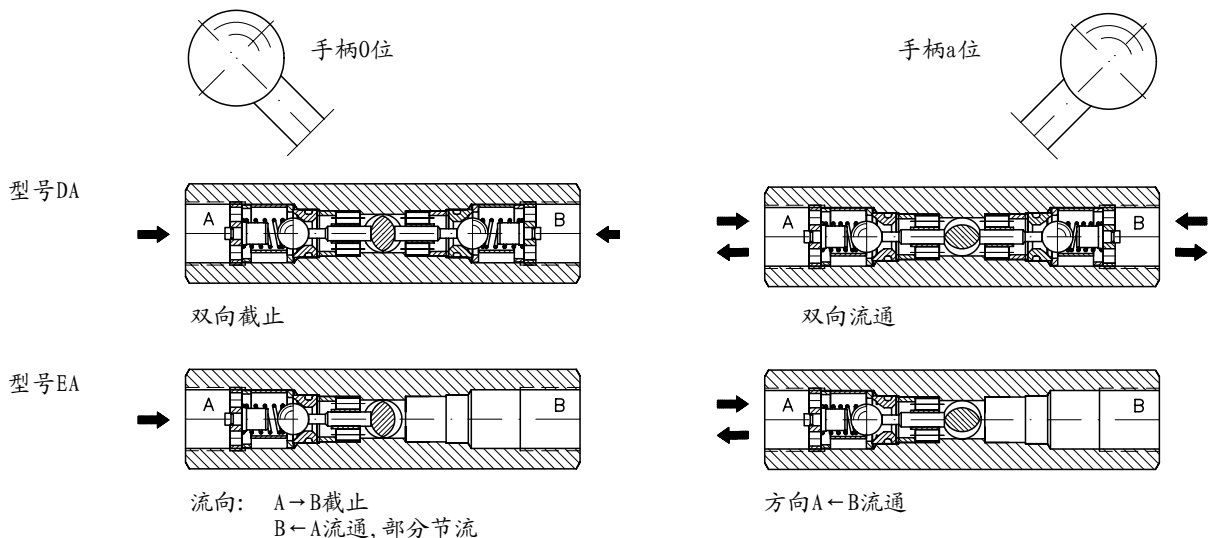 手柄0位
手柄a位
型号DA
A
B
A
B
双向截止
双向流通
型号EA
A
B
A
B
流向: A→B截止
B←A流通,部分节流
方向A←B流通